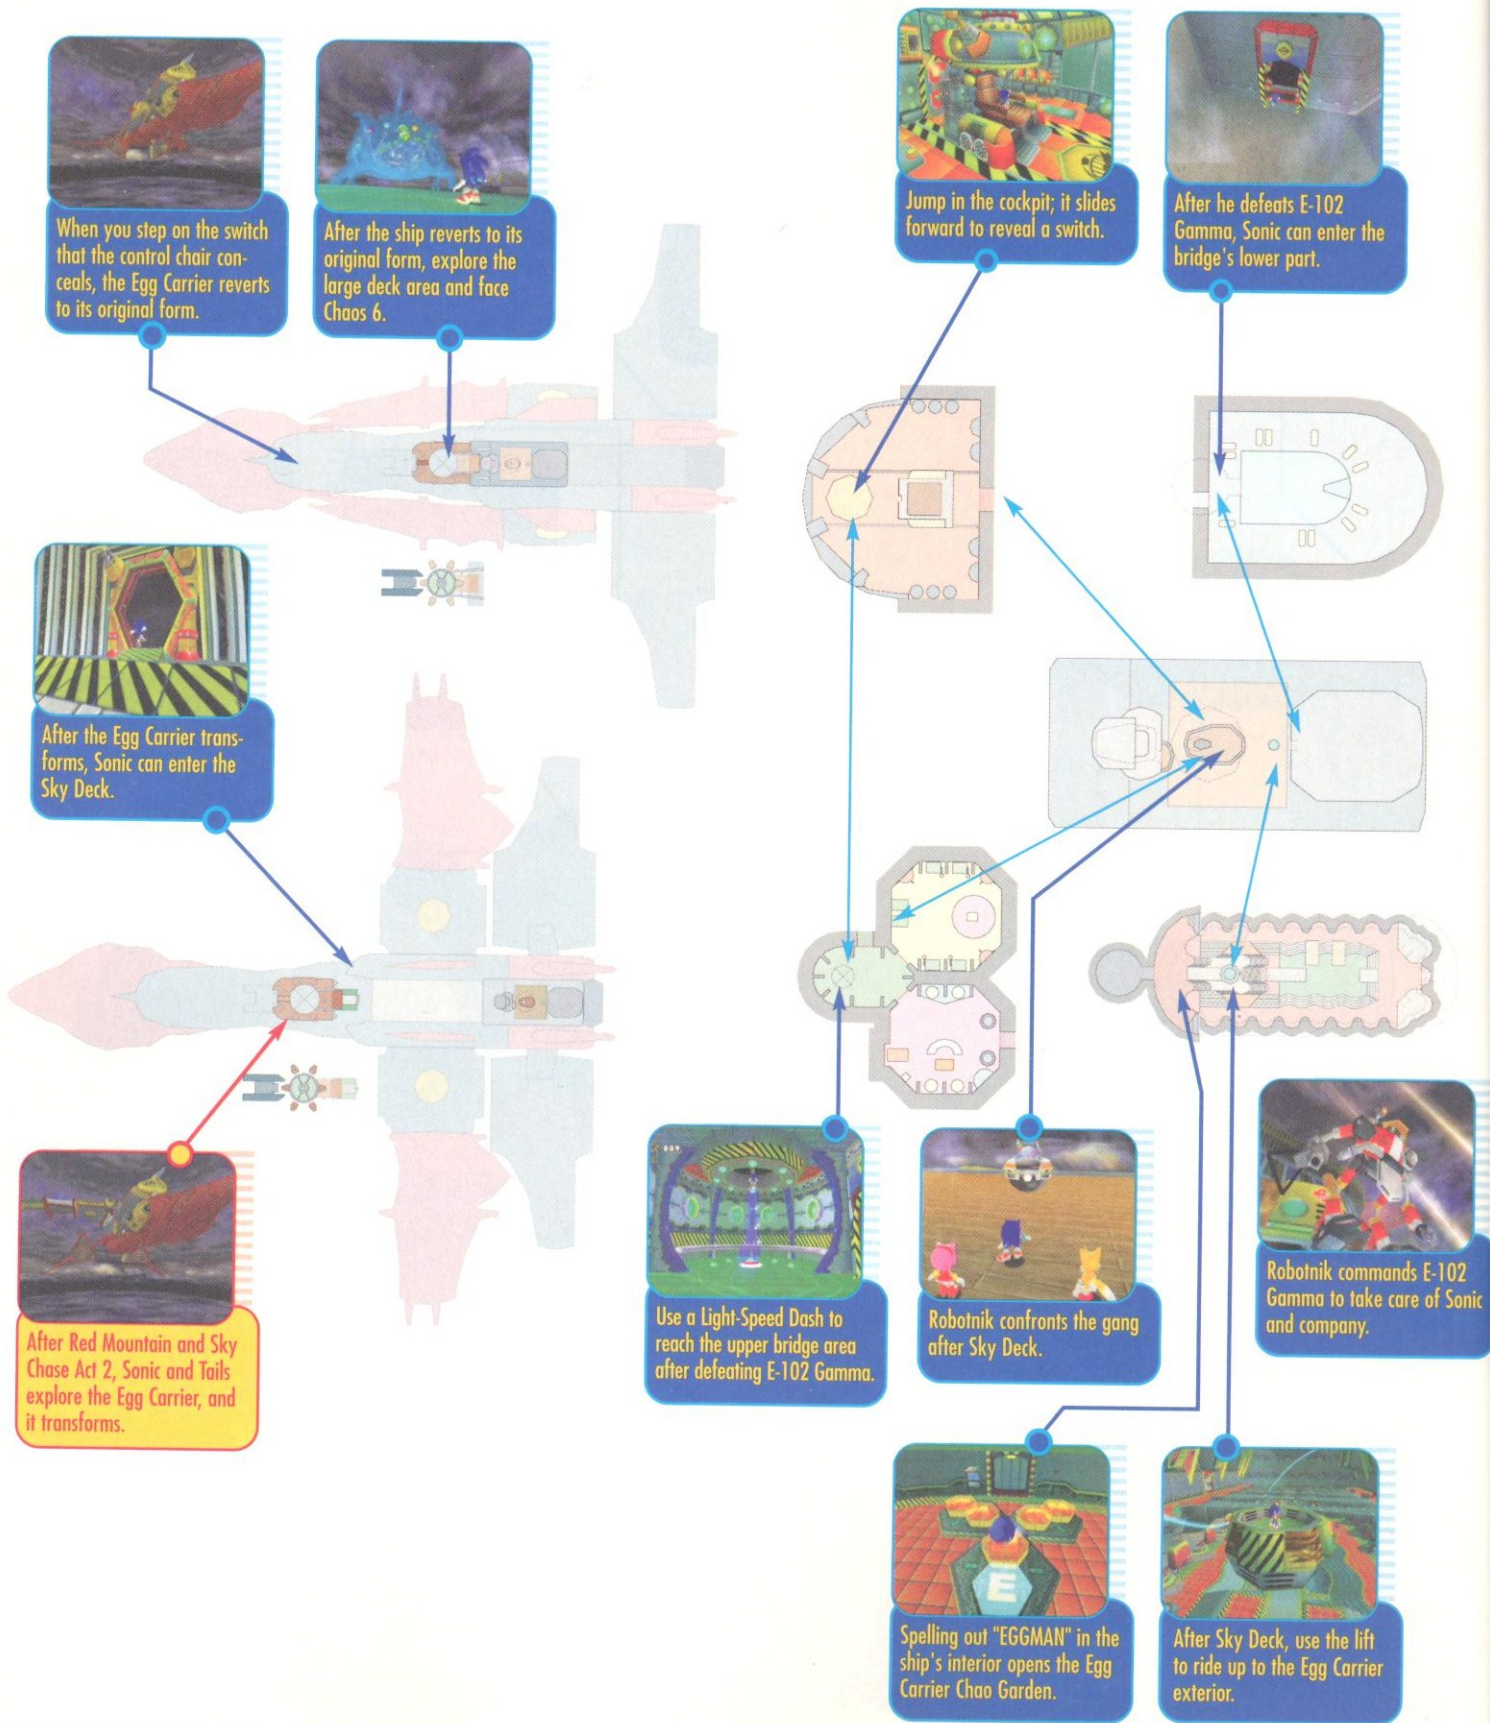 When you step on the switch
that the control chair con-
ceals, the Egg Carrier reverts
to its original form.
After the ship reverts to its
original form, explore the
large deck area and face
Chaos 6.
Jump in the cockpit; it slides
forward to reveal a switch.
After he defeats E-102
Gamma, Sonic can enter the
bridge's lower part.
After the Egg Carrier trans-
forms, Sonic can enter the
Sky Deck.
After Red Mountain and Sky
Chase Act 2, Sonic and Tails
explore the Egg Carrier, and
it transforms.
Use a Light-Speed Dash to
reach the upper bridge area
after defeating E-102 Gamma.
Robotnik confronts the gang
after Sky Deck.
Robotnik commands E-102
Gamma to take care of Sonic
and company.
E
Spelling out "EGGMAN" in the
ship's interior opens the Egg
Carrier Chao Garden.
After Sky Deck, use the lift
to ride up to the Egg Carrier
exterior.